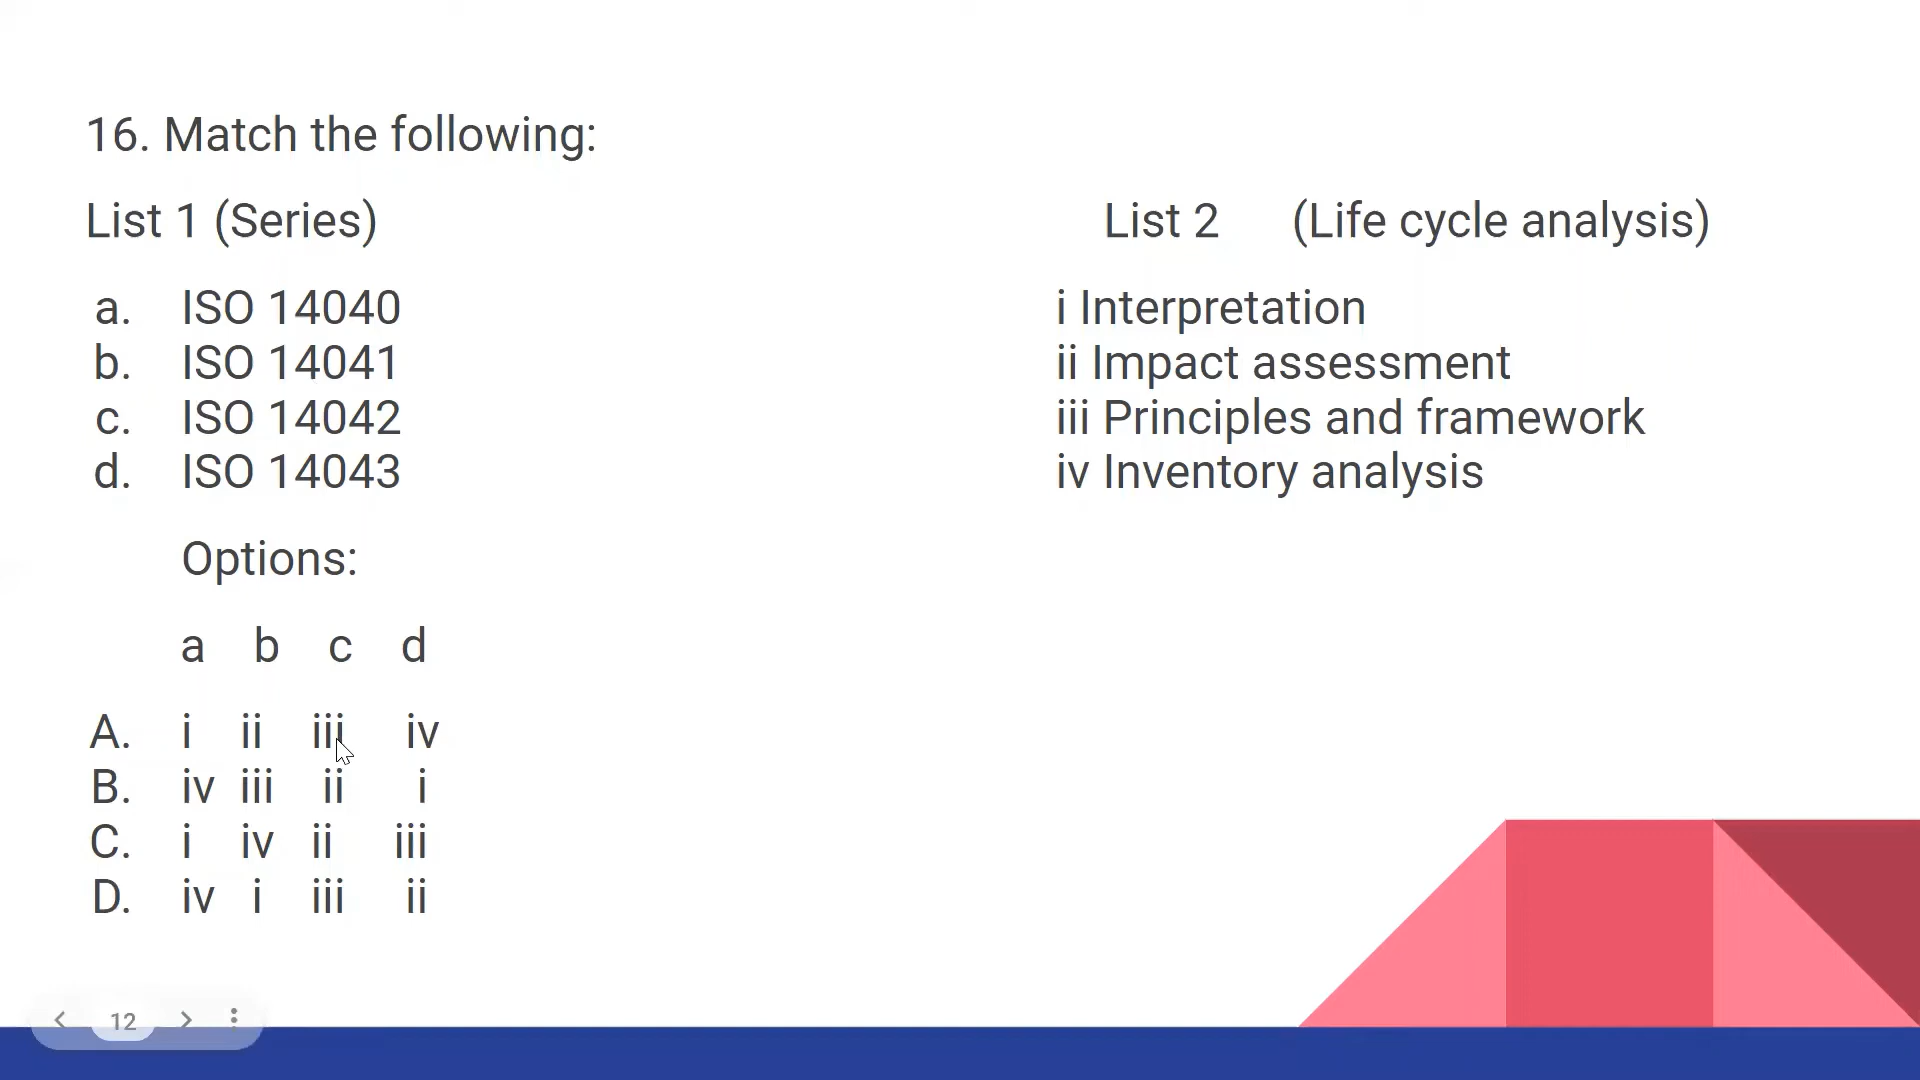 16. Match the following:
List 1 (Series) List 2 (Life cycle analysis)
a. ISO 14040 i Interpretation
b. ISO 14041 ii Impact assessment
c. ISO 14042 iii Principles and framework
d. ISO 14043 iv Inventory analysis
Options:
a b c d
A. i ii iii iv
B. iv iii ii i
C. i iv ii iii
D. iv i iii ii
12